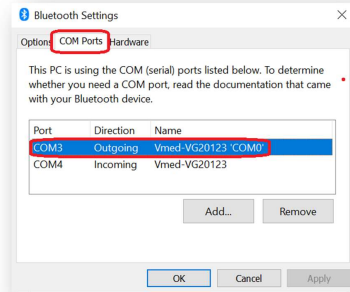 Bluetooth Settings
Options COM Ports Hardware
This PC is using the COM (serial) ports listed below. To determine
whether you need a COM port, read the documentation that came
with your Bluetooth device.
Port Direction Name
COM3 Outgoing Vmed-VG20123 'COM0'
COM4 Incoming Vmed-VG20123
Add... Remove
OK Cancel Apply